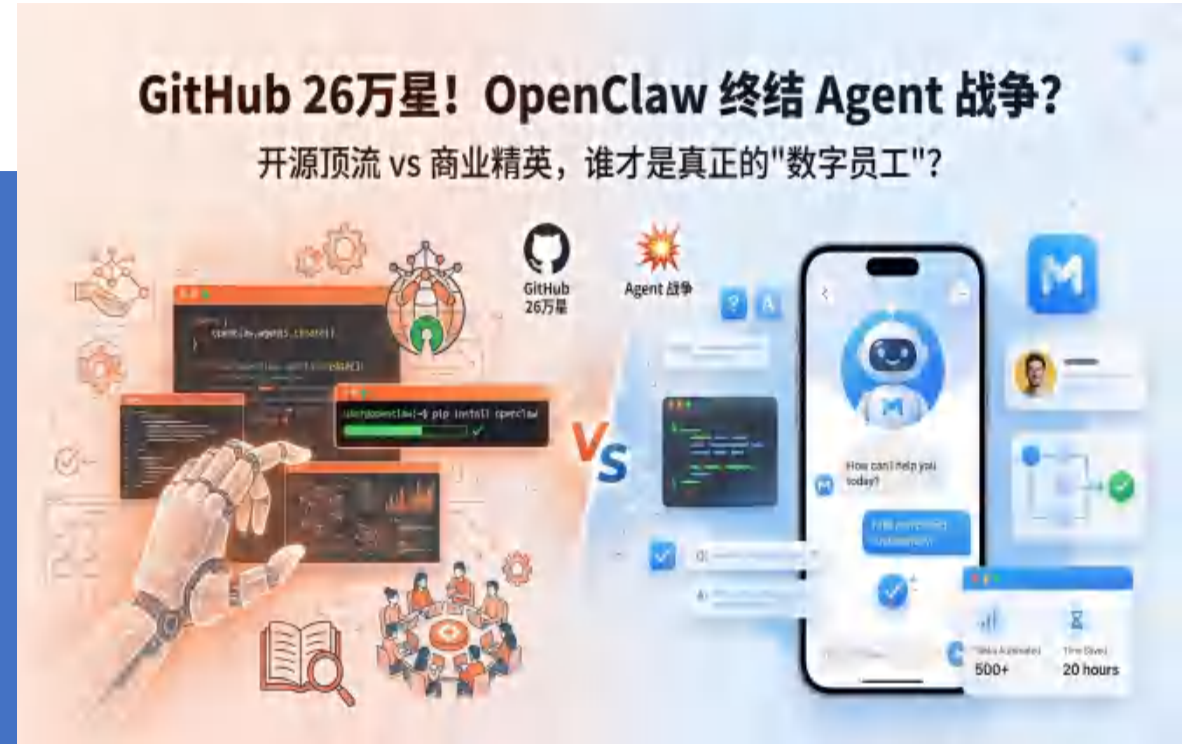 GitHub 26万星！OpenClaw 终结 Agent 战争？
开源顶流 vs 商业精英，谁才是真正的"数字员工"？
GitHub
26万星
Agent 战争
pip install openclaw
VS
?
A
M
How can I help you
today?
Time Saved
500+
20 hours